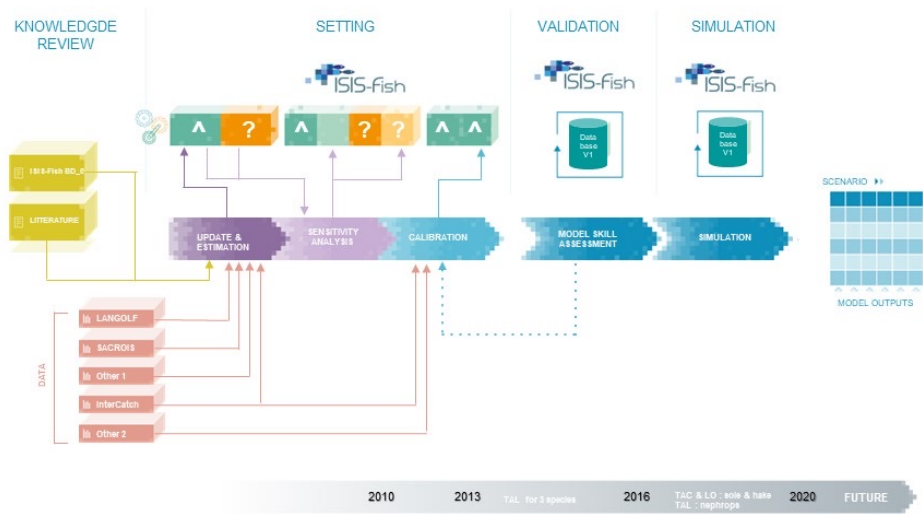 KNOWLEDGDE
REVIEW
SETTING
VALIDATION
SIMULATION
ISIS-fish
ISIS-fish
ISIS-fish
^ ?
^ ? ?
^ ^
Data
base
V1
Data
base
V1
ISIS-Fish BD_0
LITTERATURE
UPDATE &
ESTIMATION
SENSITIVITY
ANALYSIS
CALIBRATION
MODEL SKILL
ASSESSMENT
SIMULATION
SCENARIO
MODEL OUTPUTS
DATA
LANGOLF
SACROIS
Other 1
InterCatch
Other 2
2010
2013
TAL for 3 species
2016
TAC & LO : sole & hake
TAL : nephrops
2020
FUTURE